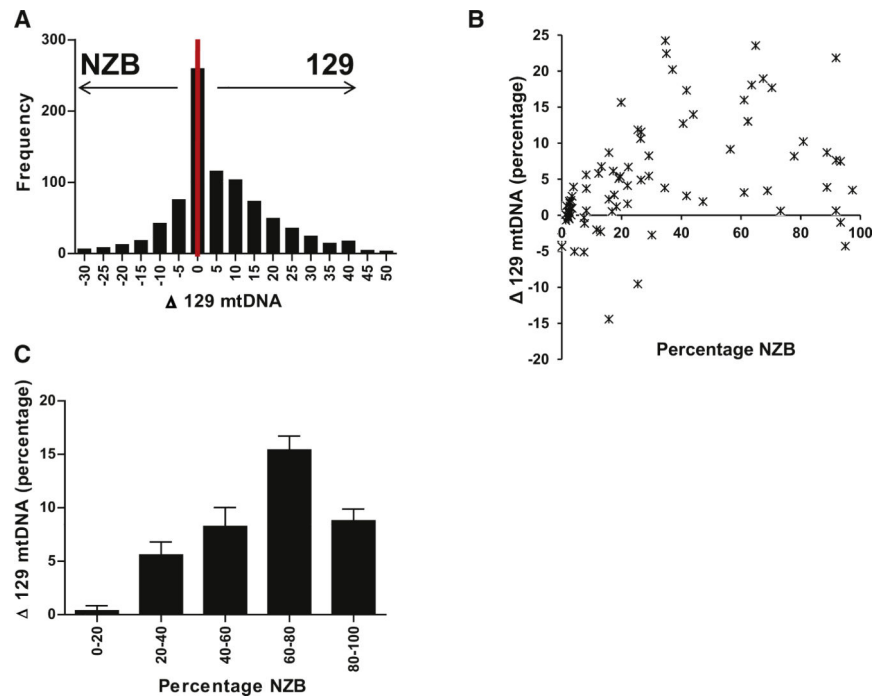 A
Frequency
300
200
100
0
NZB 129
-30 -25 -20 -15 -10 -5 0 5 10 15 20 25 30 35 40 45 50
Δ 129 mtDNA
B
Δ 129 mtDNA (percentage)
25
20
15
10
5
0
-5
-10
-15
-20
0 20 40 60 80 100
Percentage NZB
C
Δ 129 mtDNA (percentage)
20
15
10
5
0
0-20 20-40 40-60 60-80 80-100
Percentage NZB